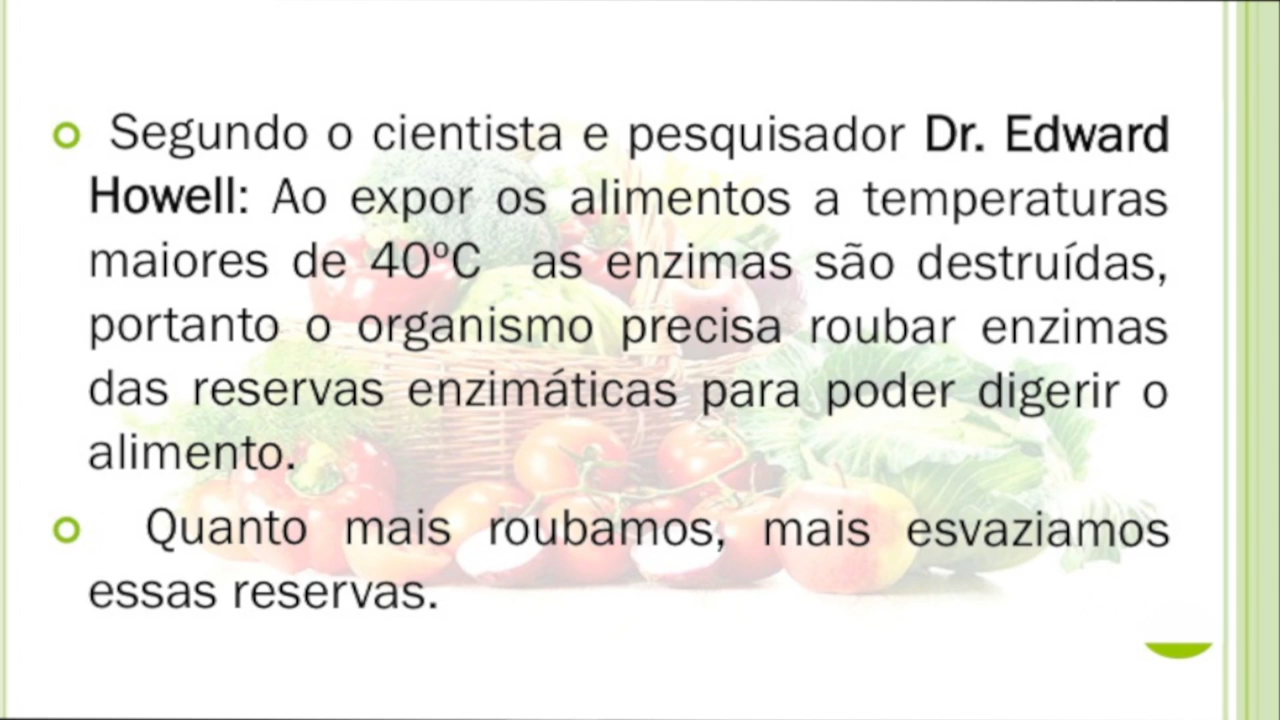 Segundo o cientista e pesquisador Dr. Edward
Howell: Ao expor os alimentos a temperaturas
maiores de 40ºC as enzimas são destruídas,
portanto o organismo precisa roubar enzimas
das reservas enzimáticas para poder digerir o
alimento.
Quanto mais roubamos, mais esvaziamos
essas reservas.